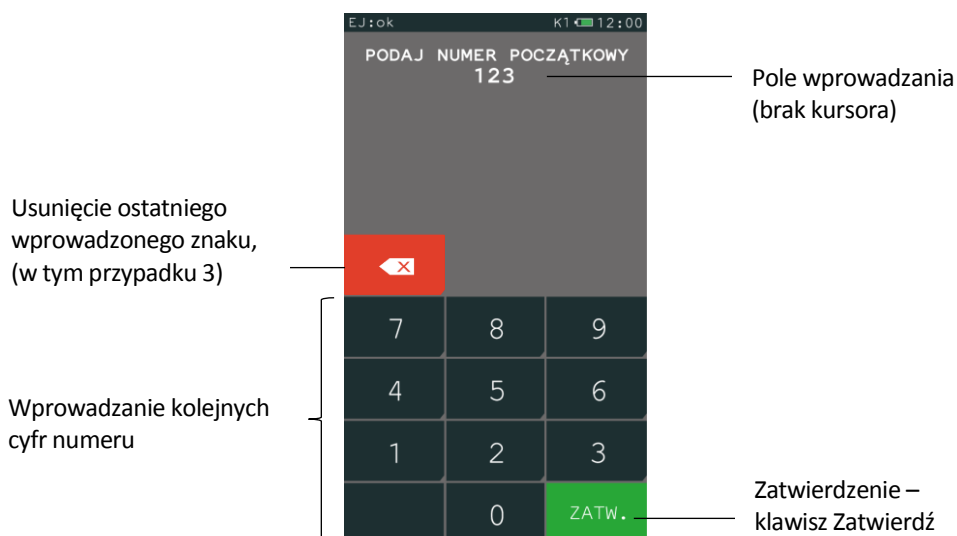 EJ:ok K1 12:00
PODAJ NUMER POCZĄTKOWY
123
Pole wprowadzania
(brak kursora)
Usunięcie ostatniego
wprowadzonego znaku,
(w tym przypadku 3)
7 8 9
4 5 6
1 2 3
0 ZATW.
Wprowadzanie kolejnych
cyfr numeru
Zatwierdzenie –
klawisz Zatwierdź